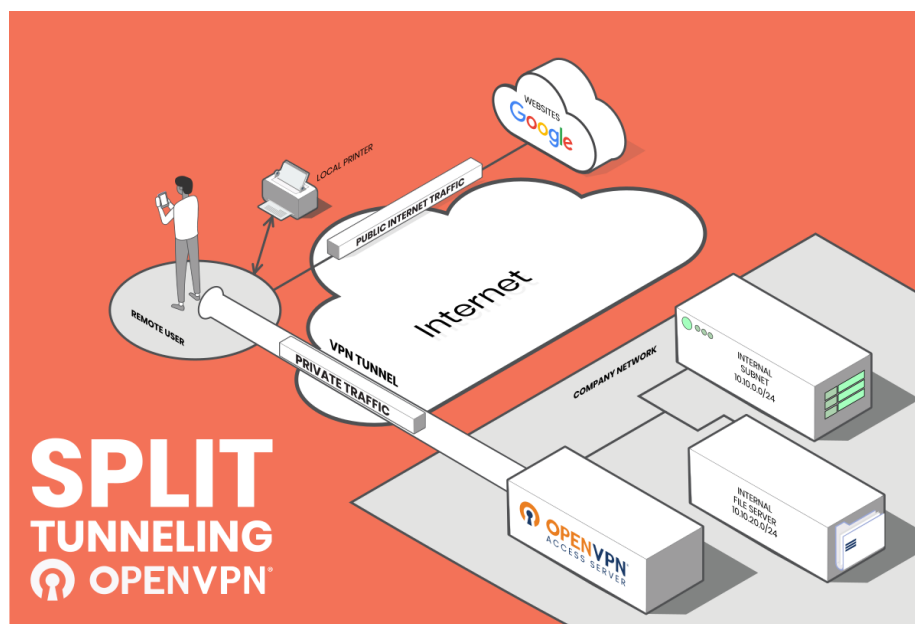 WEBSITES
Google
LOCAL PRINTER
PUBLIC INTERNET TRAFFIC
Internet
REMOTE USER
VPN TUNNEL
PRIVATE TRAFFIC
COMPANY NETWORK
INTERNAL
SUBNET
10.10.0.0/24
INTERNAL
FILE SERVER
10.10.20.0/24
OPENVPN®
ACCESS SERVER
SPLIT
TUNNELING
OPENVPN®